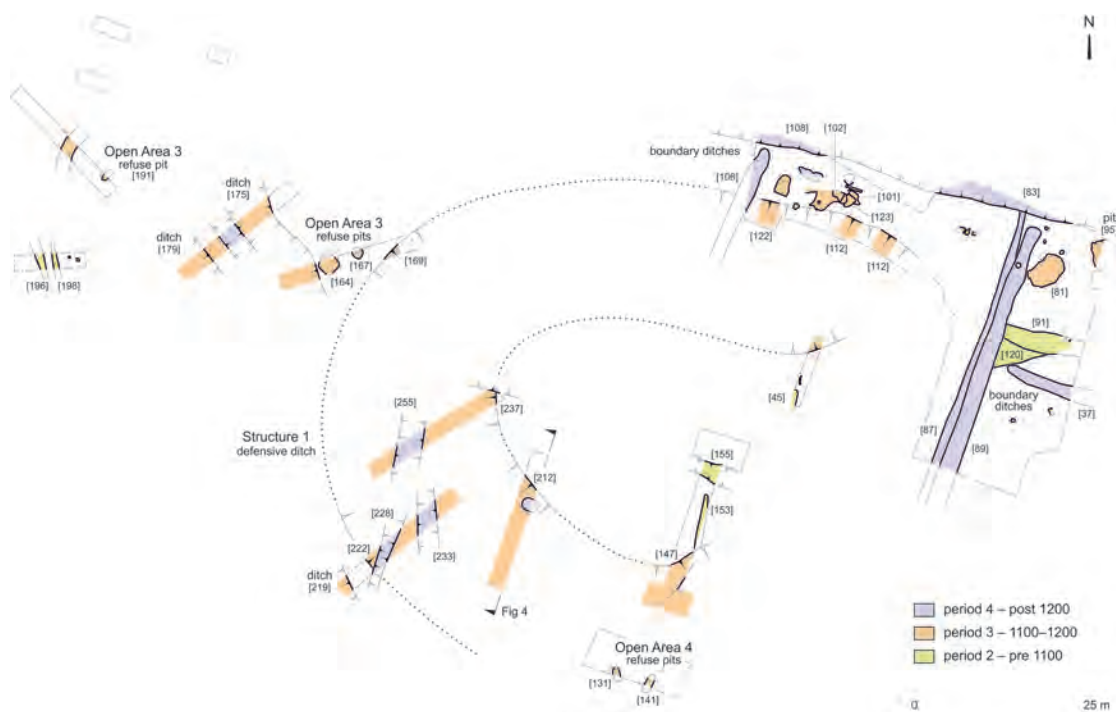 N
[108]
[102]
boundary ditches
[106]
[101]
[83]
Open Area 3
refuse pit
[191]
ditch
[175]
pit
[95
Open Area 3
refuse pits
[123]
[122]
[112]
[112]
ditch
[179]
[167]
[169]
[196]
[198]
[164]
[81]
[91]
[120]
boundary
ditches
[45]
[37]
[255]
[237]
Structure 1
defensive ditch
[87]
[89]
[155]
[212]
[153]
[228]
[222]
[233]
[147]
ditch
[219]
Fig 4
period 4 – post 1200
period 3 – 1100–1200
period 2 – pre 1100
Open Area 4
refuse pits
[131]
[141]
0
25 m